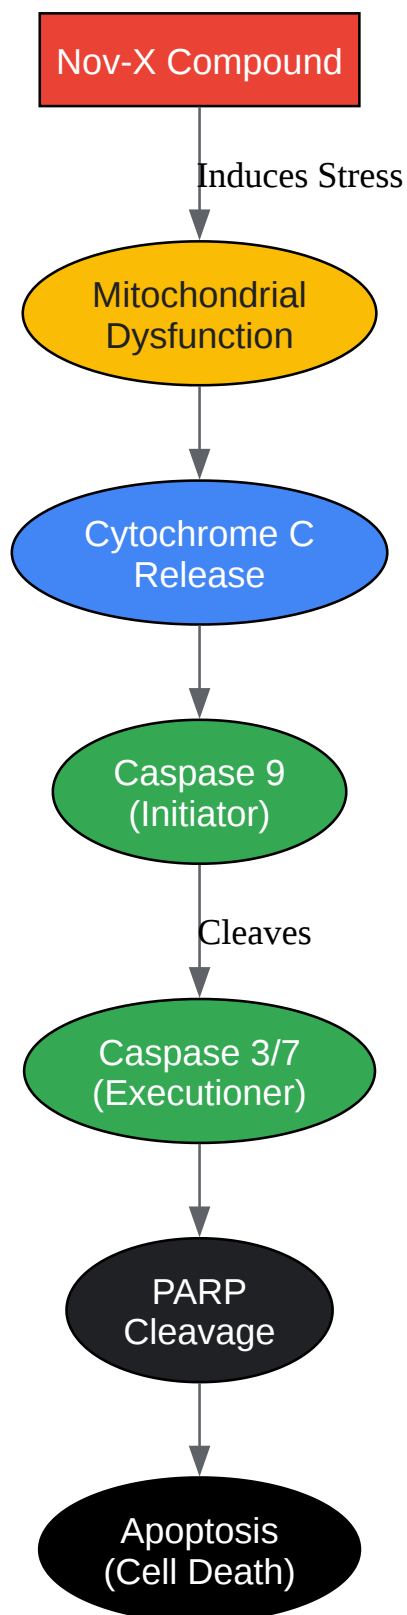 Nov-X Compound
Induces Stress
Mitochondrial
Dysfunction
Cytochrome C
Release
Caspase 9
(Initiator)
Cleaves
Caspase 3/7
(Executioner)
PARP
Cleavage
Apoptosis
(Cell Death)